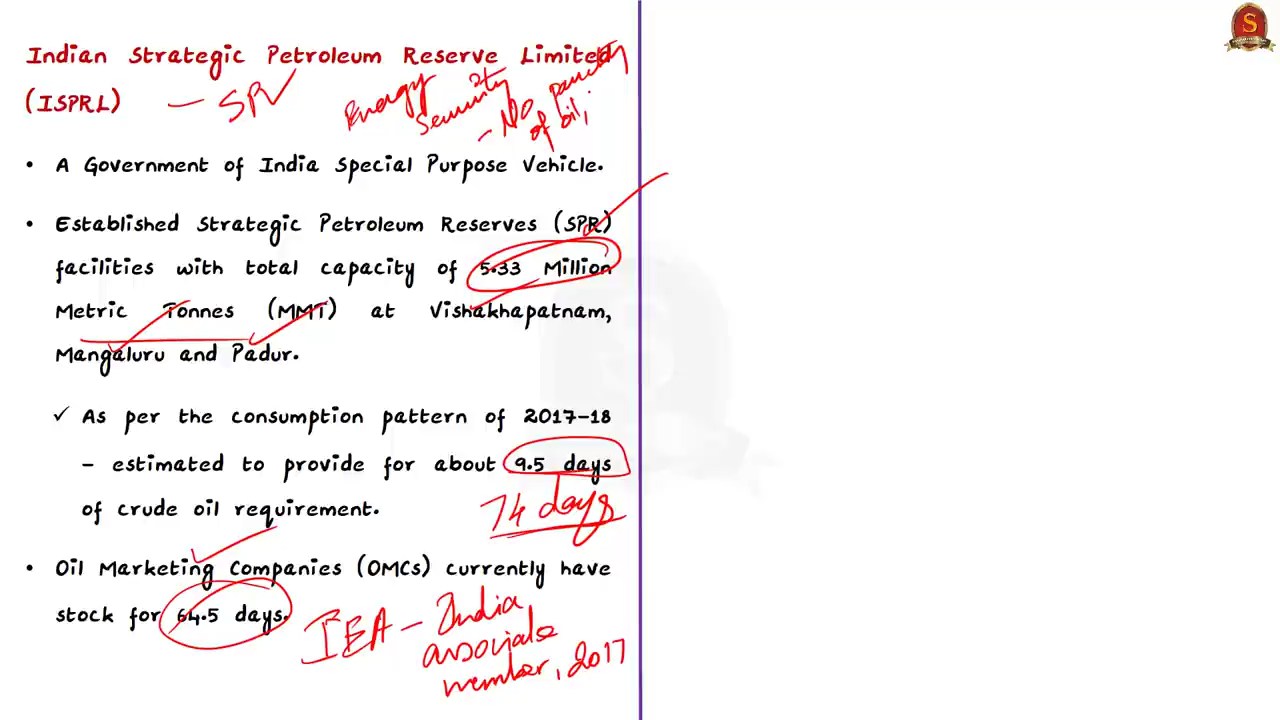 Indian Strategic Petroleum Reserve Limited
(ISPRL) – SPV
Energy
Security
– No
of oil,
• A Government of India Special Purpose Vehicle.
• Established Strategic Petroleum Reserves (SPR)
facilities with total capacity of 5.33 Million
Metric Tonnes (MMT) at Vishakhapatnam,
Mangaluru and Padur.
✓ As per the consumption pattern of 2017-18
– estimated to provide for about 9.5 days
of crude oil requirement.
74 days
• Oil Marketing Companies (OMCs) currently have
stock for 64.5 days.
IEA – India
associate
member, 2017
S